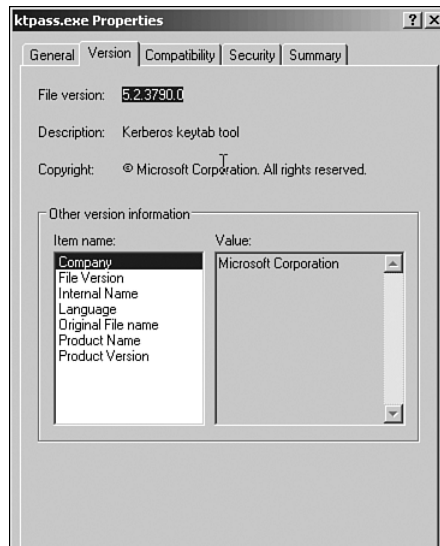 ktpass.exe Properties
General Version Compatibility Security Summary
File version: 5.2.3790.0
Description: Kerberos keytab tool
Copyright: © Microsoft Corporation. All rights reserved.
Other version information
Item name: Value:
Company Microsoft Corporation
File Version
Internal Name
Language
Original File name
Product Name
Product Version